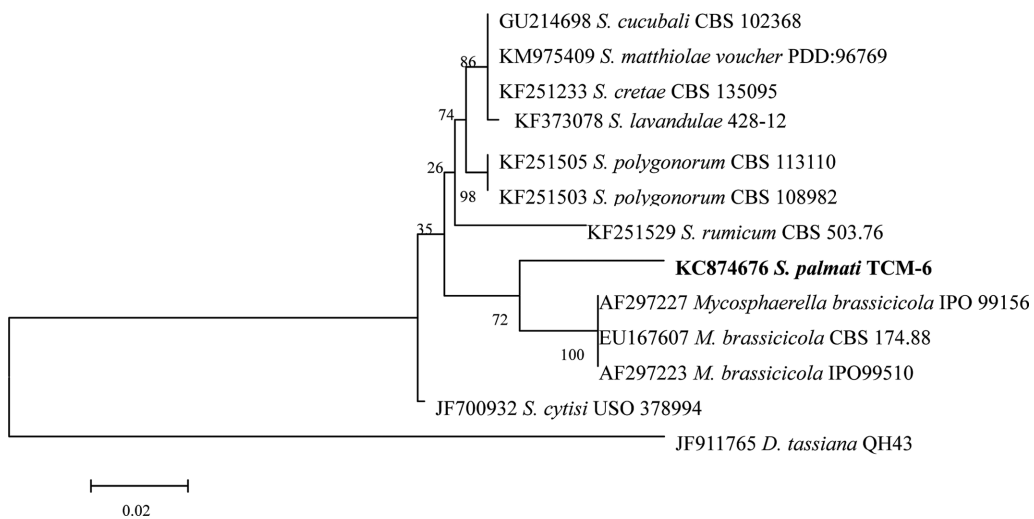 GU214698 S. cucubali CBS 102368
86
KM975409 S. matthiolae voucher PDD:96769
KF251233 S. cretae CBS 135095
74
KF373078 S. lavandulae 428-12
26
KF251505 S. polygonorum CBS 113110
98
KF251503 S. polygonorum CBS 108982
35
KF251529 S. rumicum CBS 503.76
KC874676 S. palmati TCM-6
AF297227 Mycosphaerella brassicicola IPO 99156
72
EU167607 M. brassicicola CBS 174.88
100
AF297223 M. brassicicola IPO99510
JF700932 S. cytisi USO 378994
JF911765 D. tassiana QH43
0.02